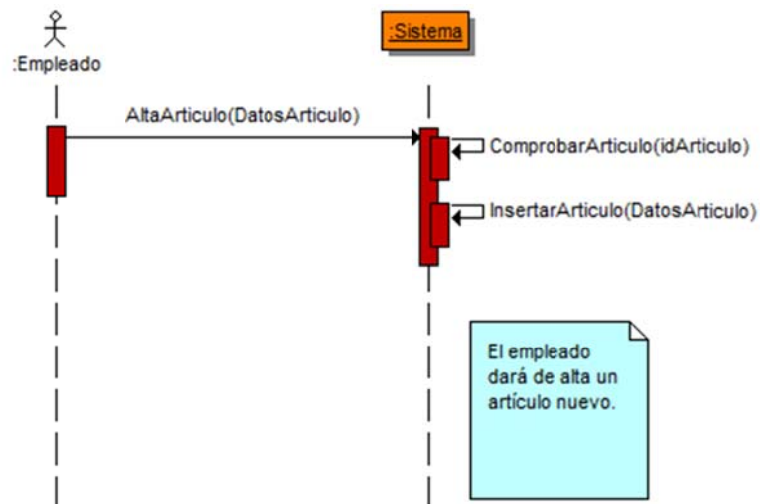 :Empleado
:Sistema
AltaArticulo(DatosArticulo)
ComprobarArticulo(idArticulo)
InsertarArticulo(DatosArticulo)
El empleado
dará de alta un
artículo nuevo.